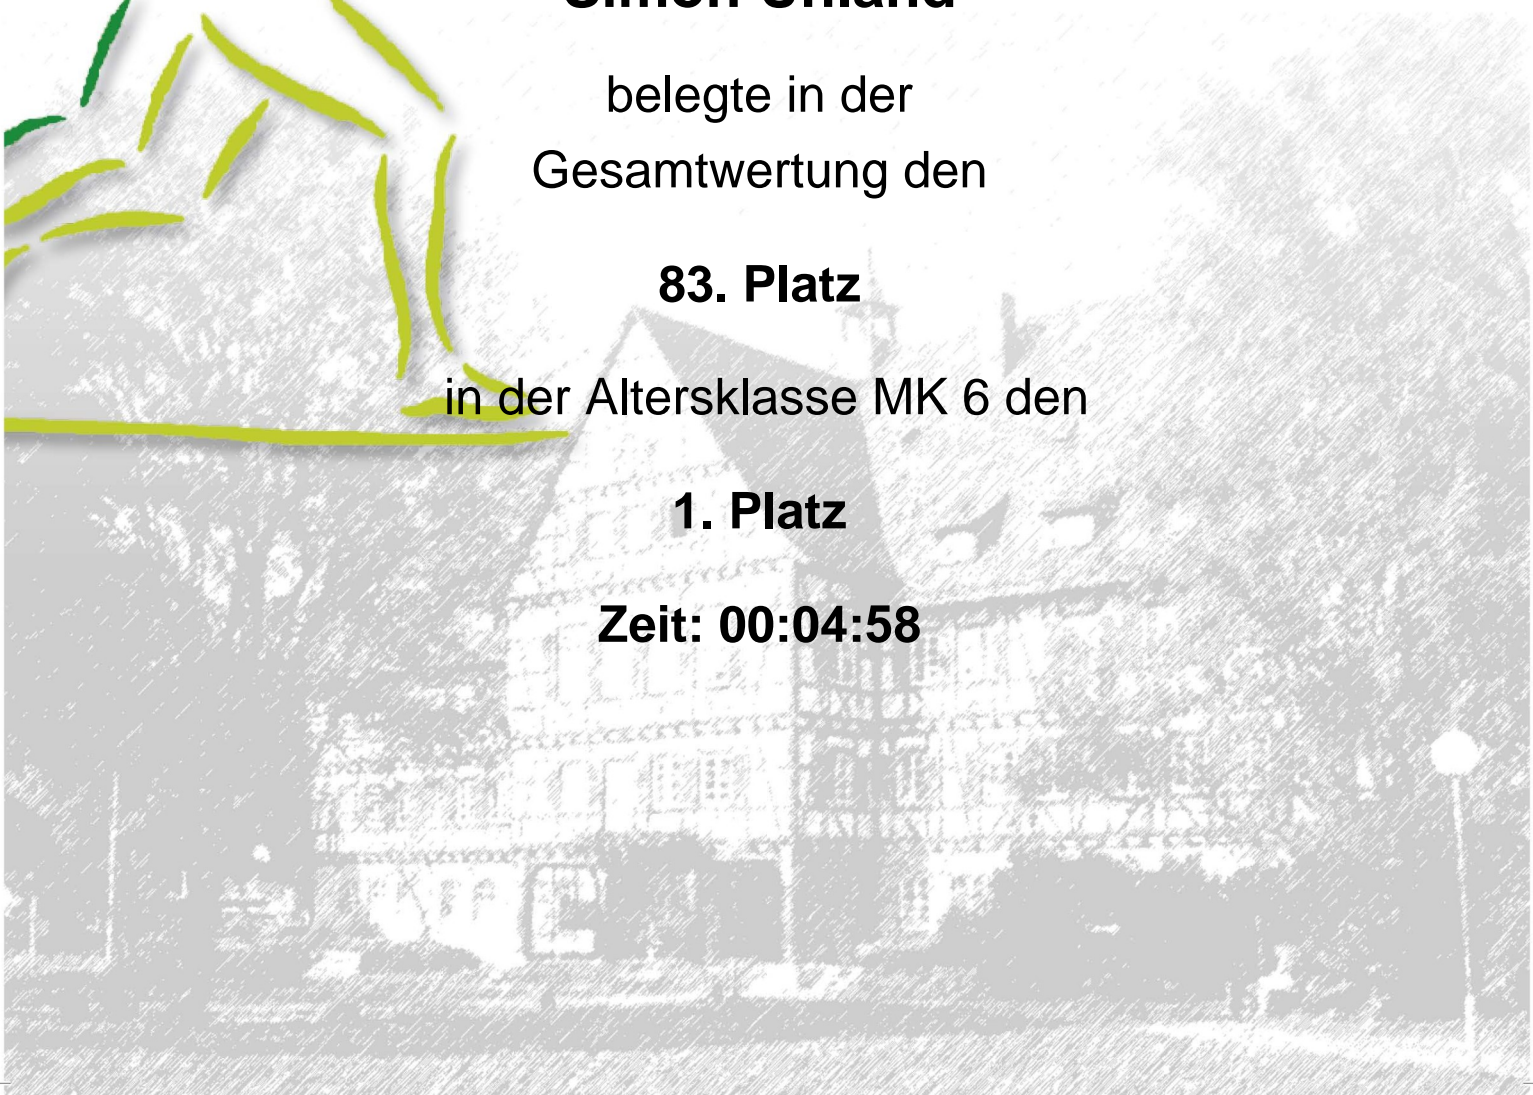 Simon
belegte in der
Gesamtwertung den
83. Platz
in der Altersklasse MK 6 den
1. Platz
Zeit: 00:04:58